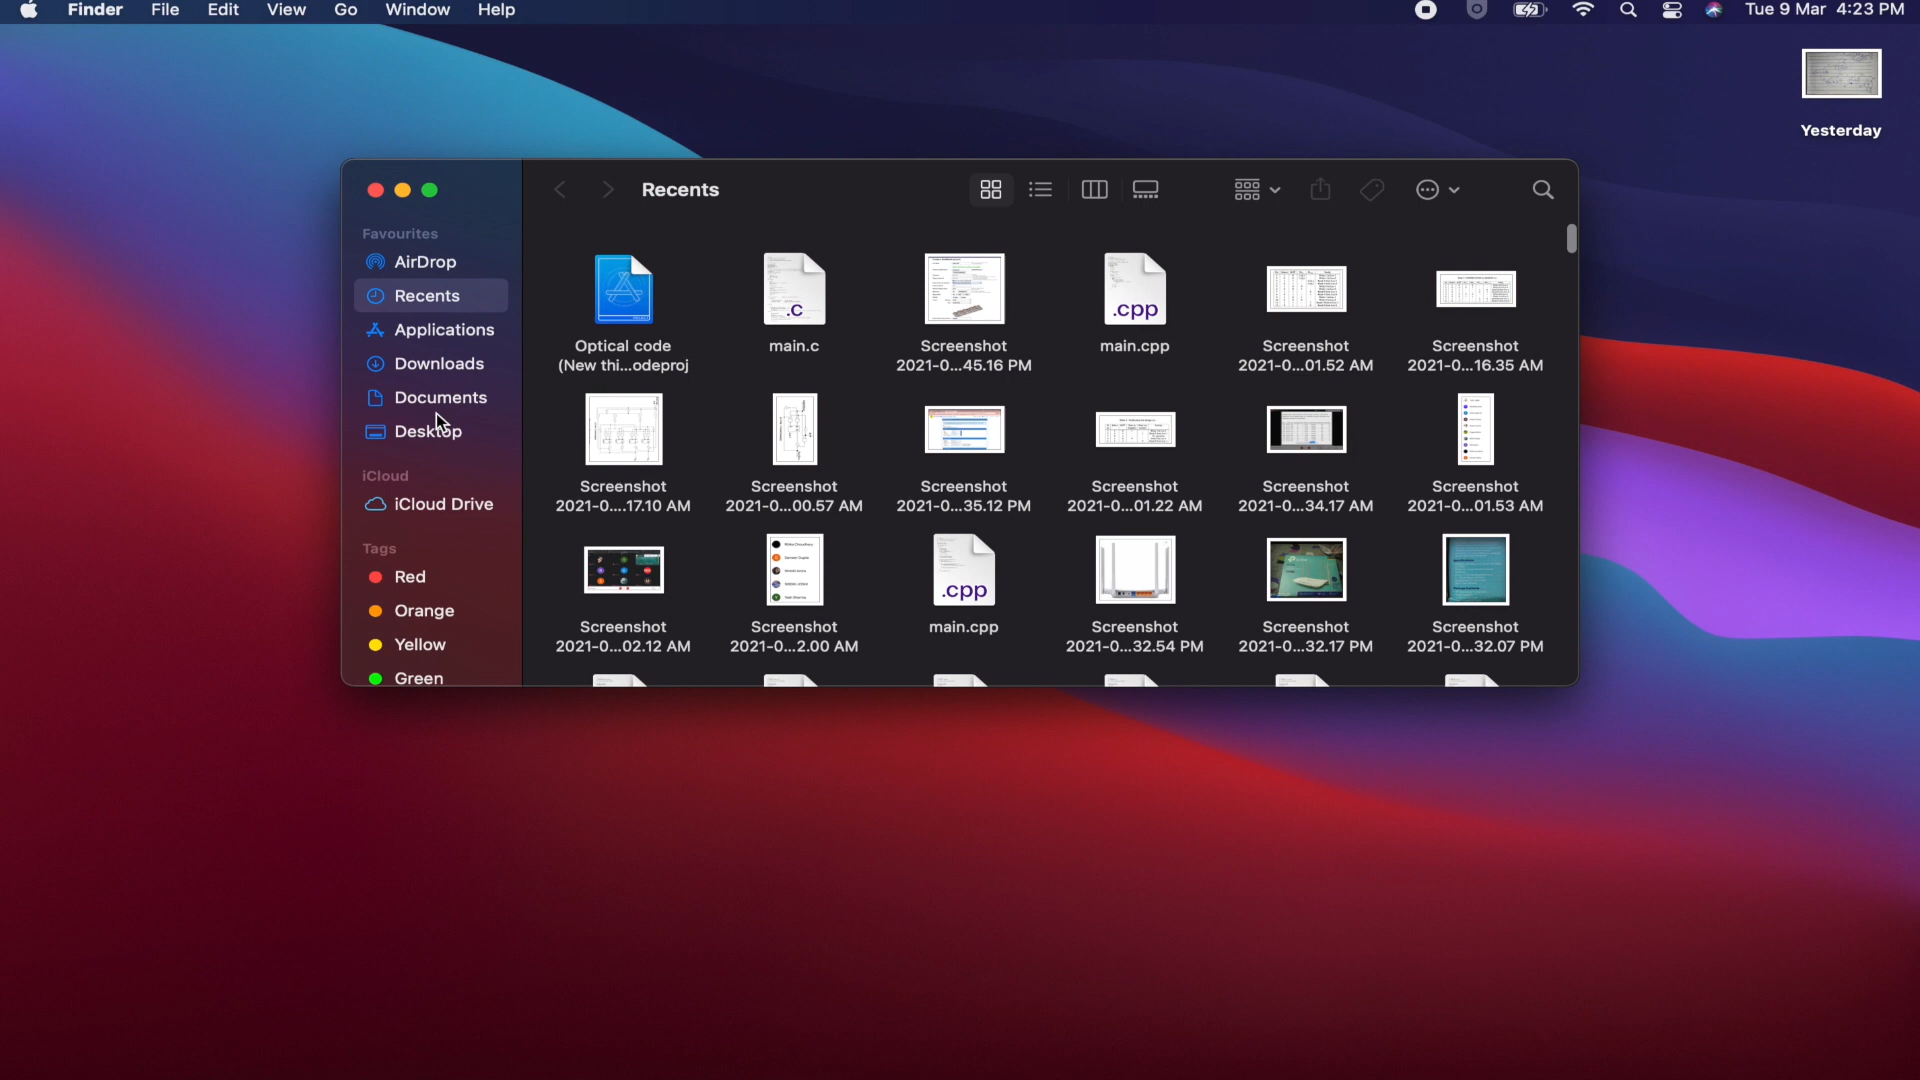 Finder File Edit View Go Window Help Tue 9 Mar 4:23 PM
Yesterday
Recents
Favourites
AirDrop
Recents
Applications
Downloads
Documents
Desktop
iCloud
iCloud Drive
Tags
Red
Orange
Yellow
Green
Optical code
(New thi...odeproj
.c
main.c
Screenshot
2021-0...45.16 PM
.cpp
main.cpp
Screenshot
2021-0...01.52 AM
Screenshot
2021-0...16.35 AM
Screenshot
2021-0....17.10 AM
Screenshot
2021-0...00.57 AM
Screenshot
2021-0...35.12 PM
Screenshot
2021-0...01.22 AM
Screenshot
2021-0...34.17 AM
Screenshot
2021-0...01.53 AM
Screenshot
2021-0...02.12 AM
Screenshot
2021-0...2.00 AM
.cpp
main.cpp
Screenshot
2021-0...32.54 PM
Screenshot
2021-0...32.17 PM
Screenshot
2021-0...32.07 PM